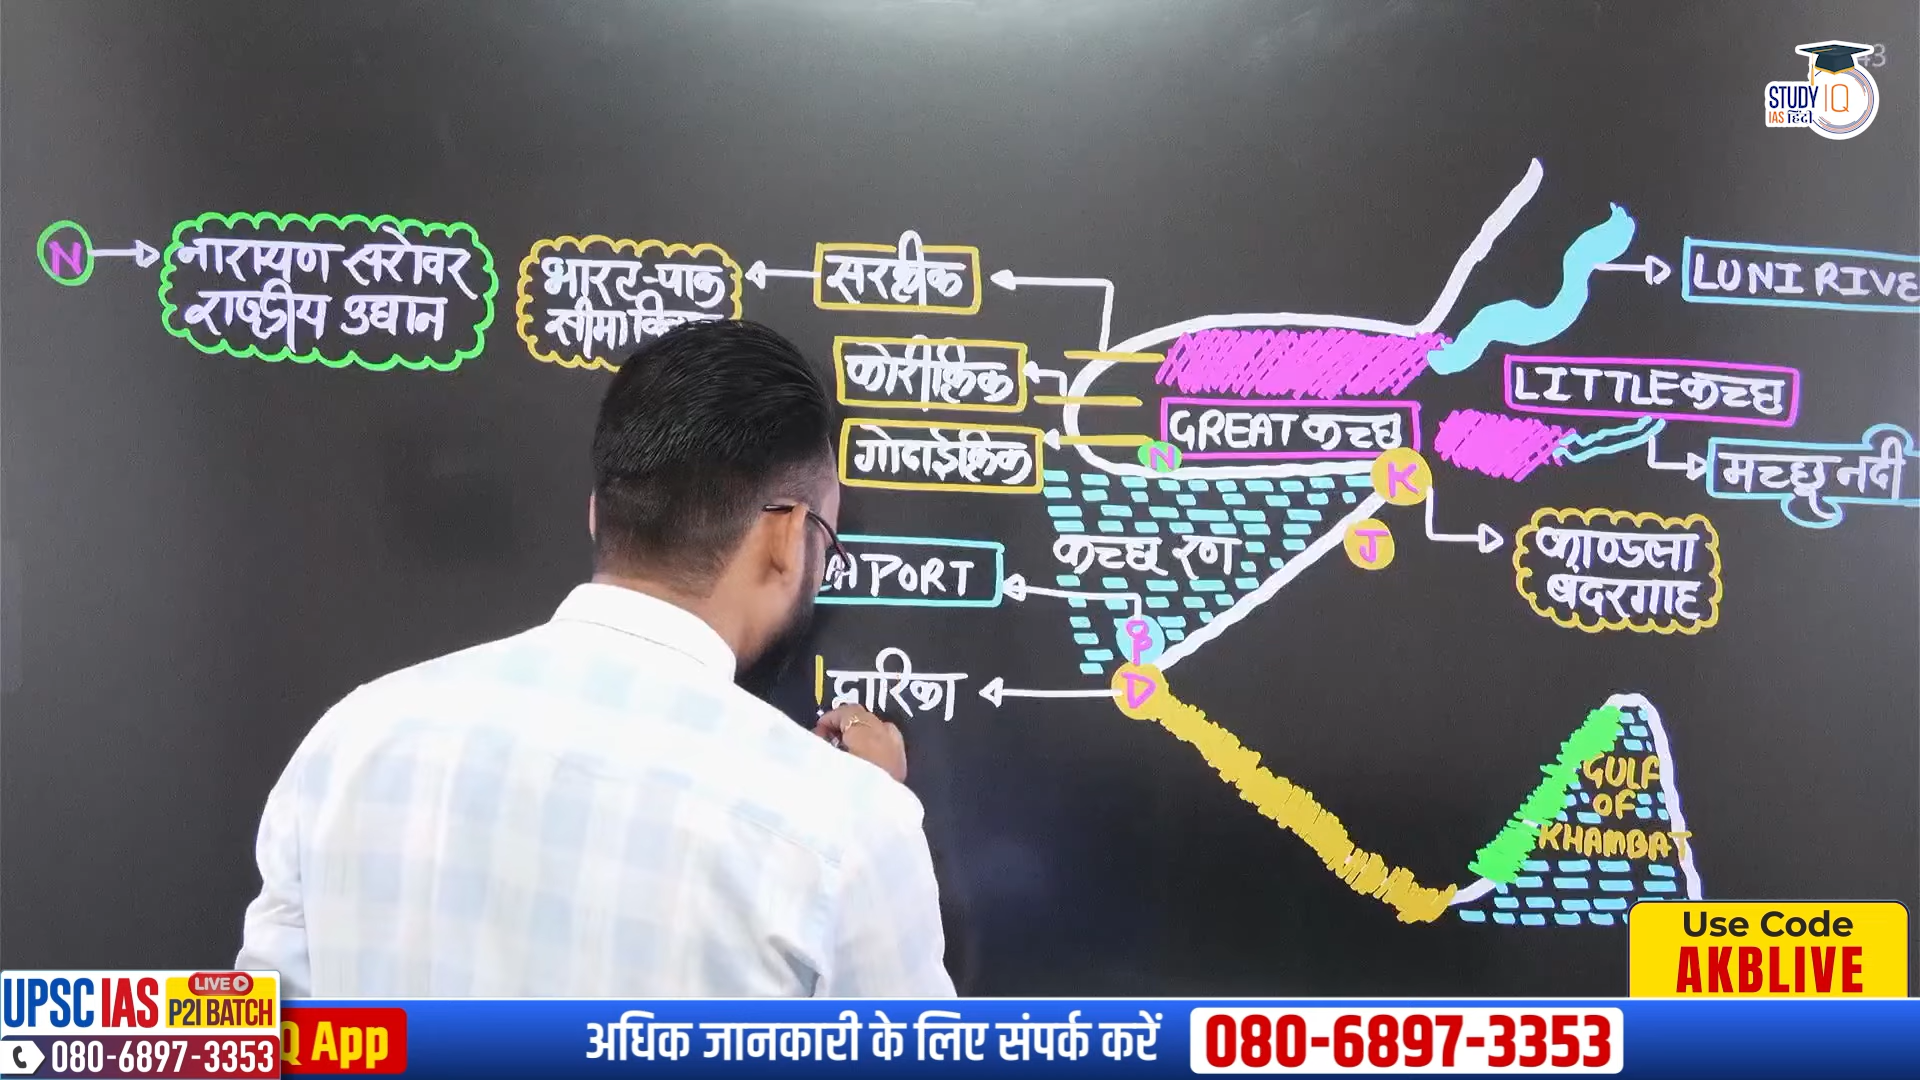 43
STUDY IQ
IAS हिंदी
N
नारायण सरोवर
राष्ट्रीय उद्यान
भारत-पाक
सीमा
सरक्रीक
कोरीक्रिक
गोदाईक्रिक
LUNI RIVE
LITTLE कच्छ
GREAT कच्छ
N
K
मच्छू नदी
J
काण्डला
बंदरगाह
कच्छ रण
PORT
D
द्वारिका
GULF
OF
KHAMBAT
Use Code
AKBLIVE
LIVE
UPSC IAS P2I BATCH
080-6897-3353
Q App
अधिक जानकारी के लिए संपर्क करें
080-6897-3353